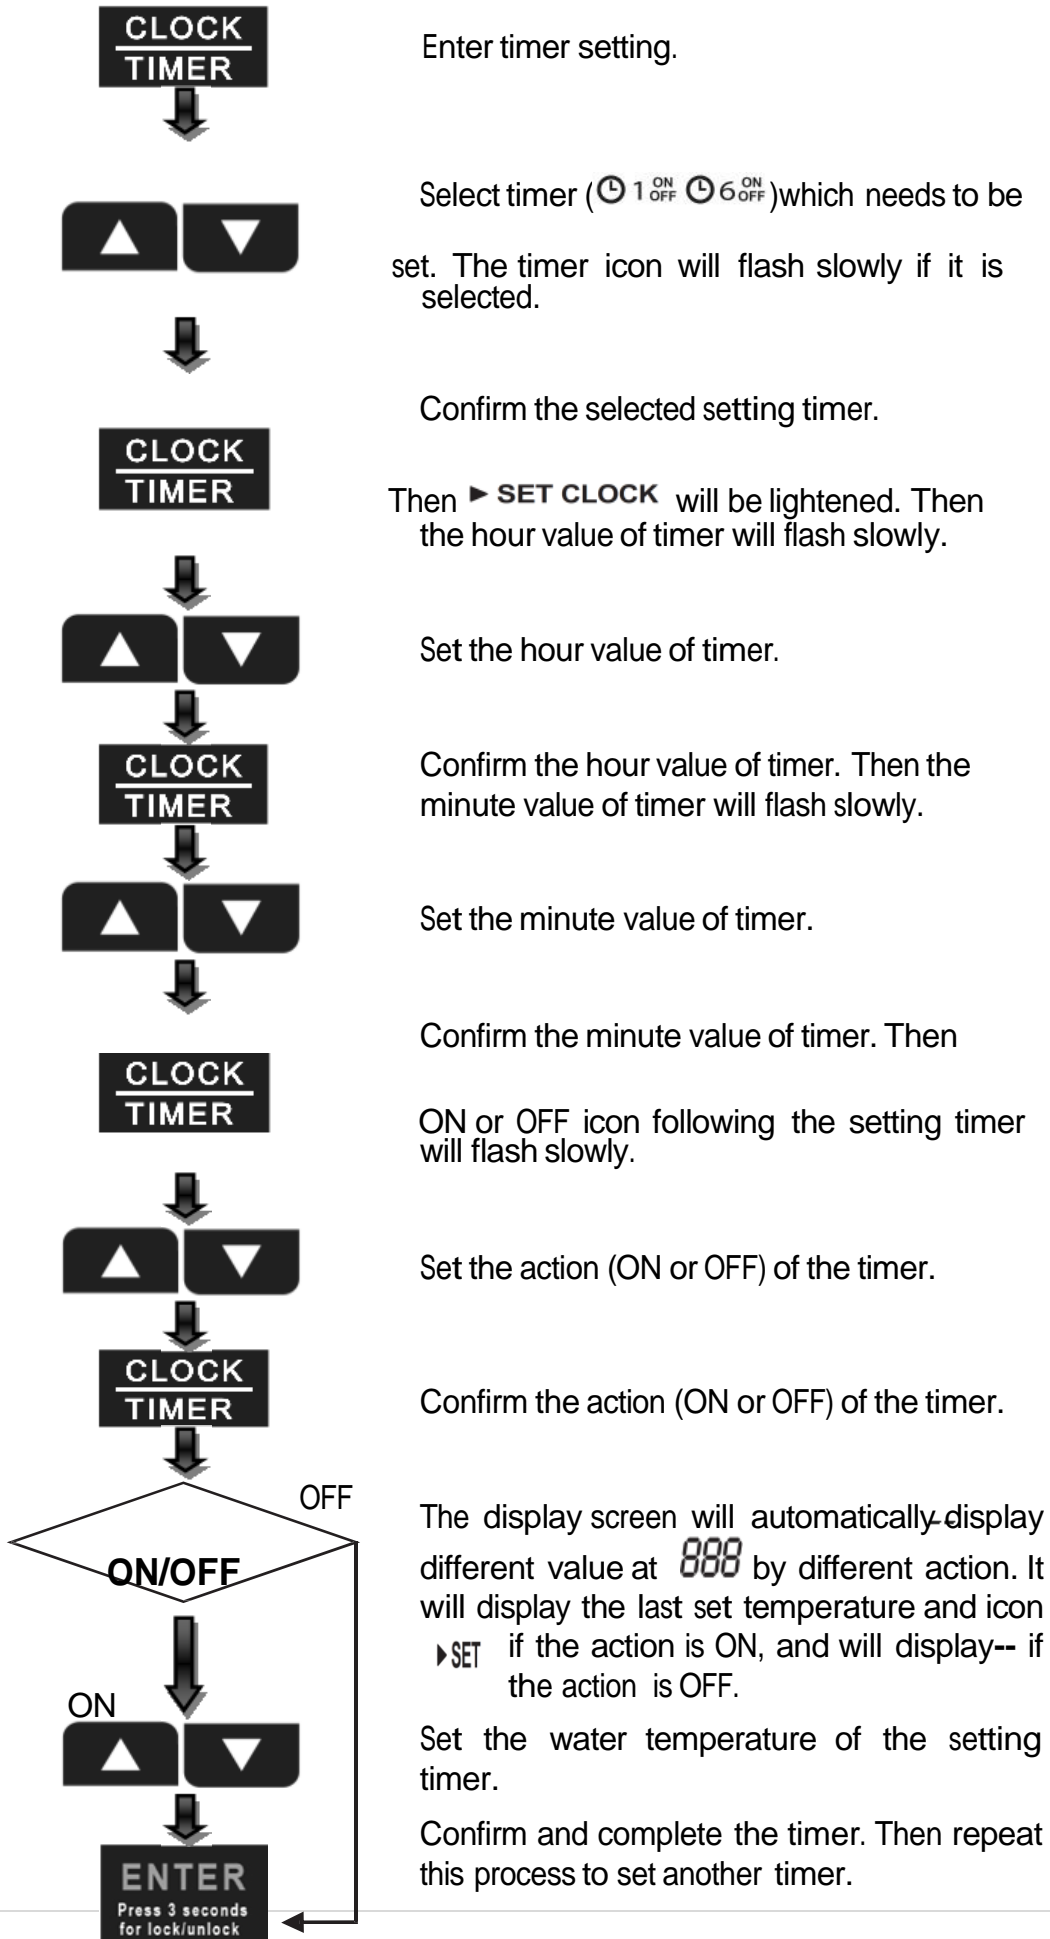 CLOCK
TIMER
Enter timer setting.
Select timer ( 1 ON OFF 6 ON OFF )which needs to be
set. The timer icon will flash slowly if it is
selected.
Confirm the selected setting timer.
CLOCK
TIMER
Then ► SET CLOCK will be lightened. Then
the hour value of timer will flash slowly.
▲ ▼
Set the hour value of timer.
CLOCK
TIMER
Confirm the hour value of timer. Then the
minute value of timer will flash slowly.
Set the minute value of timer.
Confirm the minute value of timer. Then
CLOCK
TIMER
ON or OFF icon following the setting timer
will flash slowly.
Set the action (ON or OFF) of the timer.
CLOCK
TIMER
Confirm the action (ON or OFF) of the timer.
OFF
ON/OFF
The display screen will automatically display
different value at 888 by different action. It
will display the last set temperature and icon
►SET if the action is ON, and will display-- if
the action is OFF.
ON
Set the water temperature of the setting
timer.
Confirm and complete the timer. Then repeat
this process to set another timer.
ENTER
Press 3 seconds
for lock/unlock